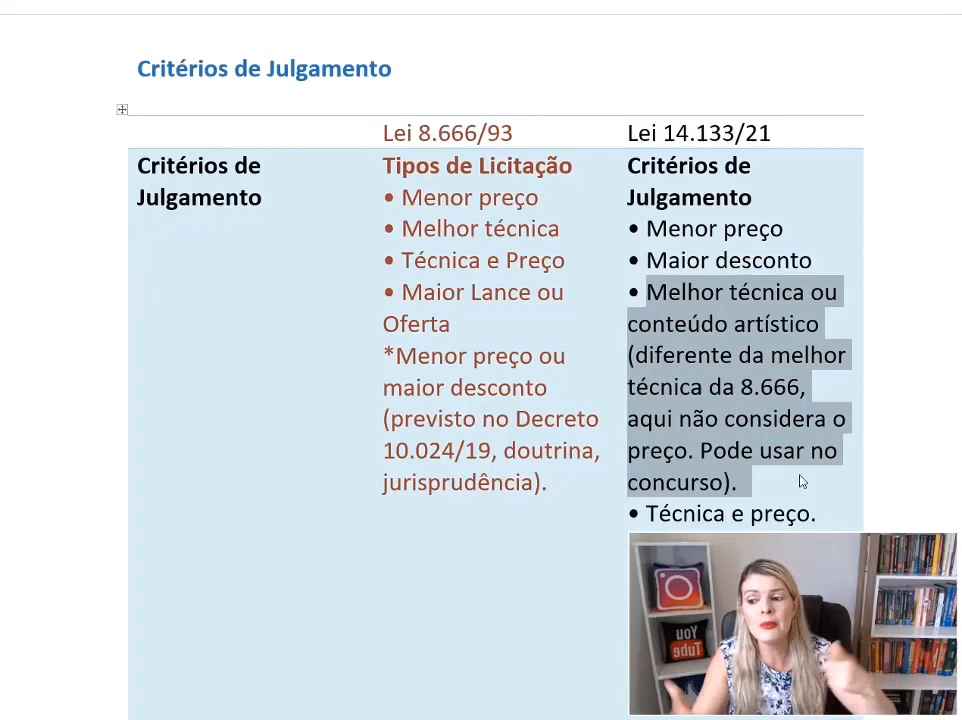 Critérios de Julgamento
Lei 8.666/93
Lei 14.133/21
Critérios de
Julgamento
Tipos de Licitação
• Menor preço
• Melhor técnica
• Técnica e Preço
• Maior Lance ou
Oferta
*Menor preço ou
maior desconto
(previsto no Decreto
10.024/19, doutrina,
jurisprudência).
Critérios de
Julgamento
• Menor preço
• Maior desconto
• Melhor técnica ou
conteúdo artístico
(diferente da melhor
técnica da 8.666,
aqui não considera o
preço. Pode usar no
concurso).
• Técnica e preço.
You
Tube